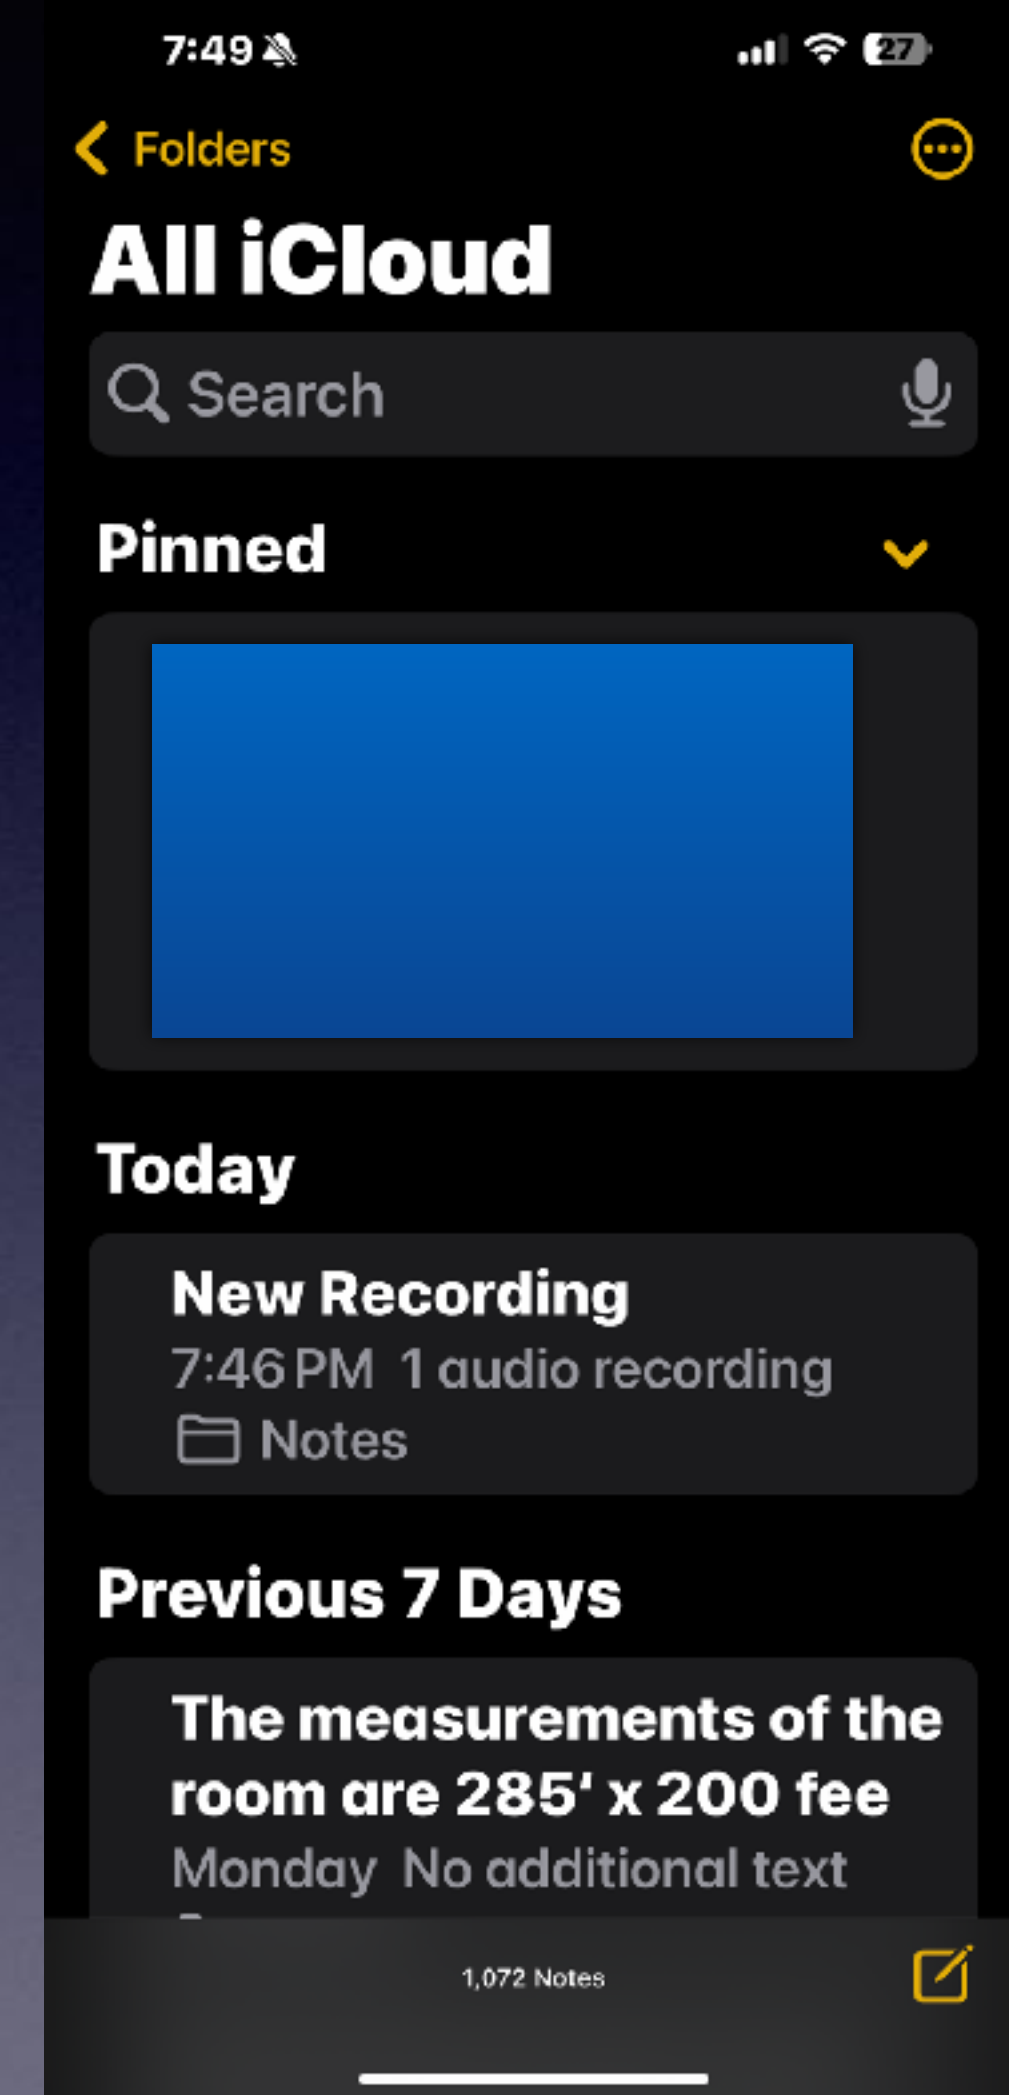 7:49
27
Folders
All iCloud
Search
Pinned
Today
New Recording
7:46 PM 1 audio recording
Notes
Previous 7 Days
The measurements of the
room are 285' x 200 fee
Monday No additional text
1,072 Notes